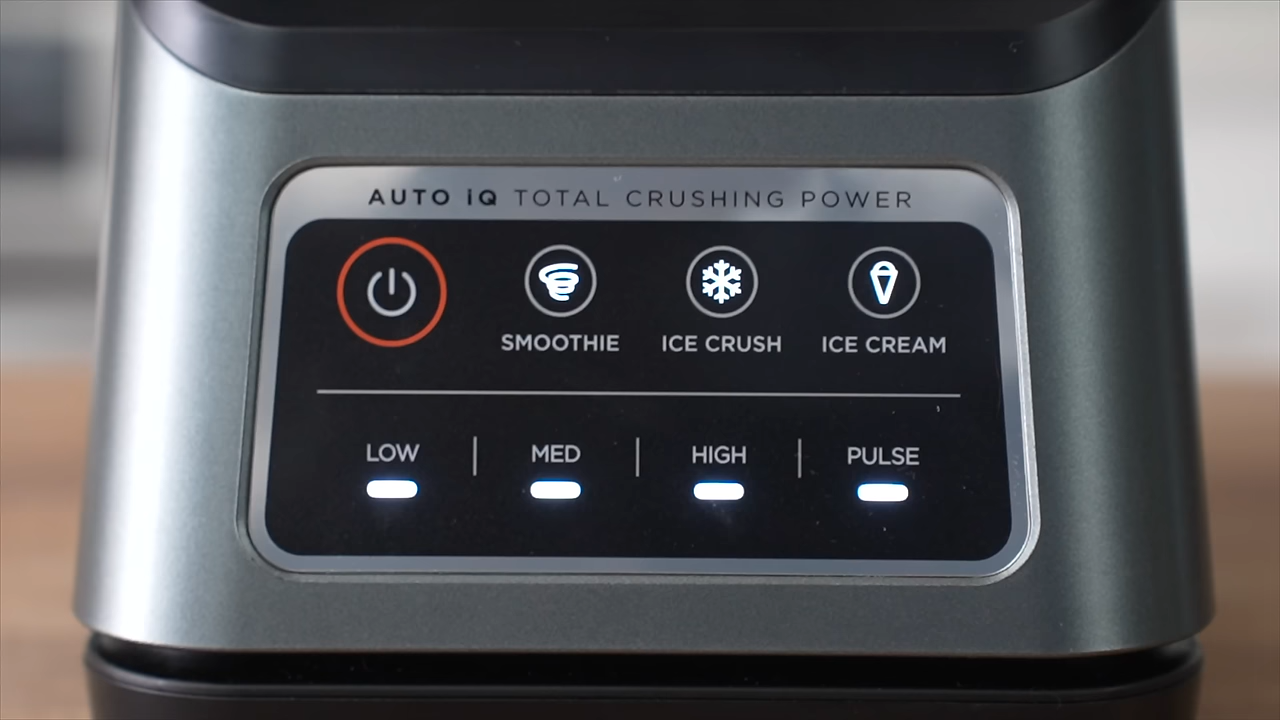 AUTO iQ TOTAL CRUSHING POWER
SMOOTHIE ICE CRUSH ICE CREAM
LOW MED HIGH PULSE